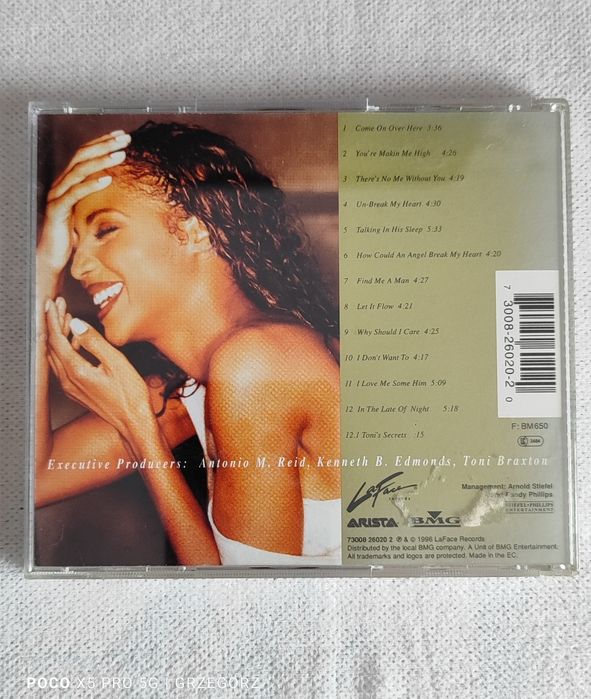 1 Come On Over Here 3:36
2 You're Makin Me High 4:26
3 There's No Me Without You 4:19
4 Un-Break My Heart 4:30
5 Talking In His Sleep 5:33
6 How Could An Angel Break My Heart 4:20
7 Find Me A Man 4:27
8 Let It Flow 4:21
9 Why Should I Care 4:25
10 I Don't Want To 4:17
11 I Love Me Some Him 5:09
12 In The Late Of Night 5:18
12.1 Toni's Secrets :15
7 3008-26020-2 0
F: BM650
LC 2484
Executive Producers: Antonio M. Reid, Kenneth B. Edmonds, Toni Braxton
LaFace
RECORDS
Management: Arnold Stiefel
and Randy Phillips
STIEFEL·PHILLIPS
ENTERTAINMENT
ARISTA
BMG
73008 26020 2 ℗ & © 1996 LaFace Records
Distributed by the local BMG company. A Unit of BMG Entertainment.
All trademarks and logos are protected. Made in the EC.
POCO X5 PRO 5G | GRZEGORZ